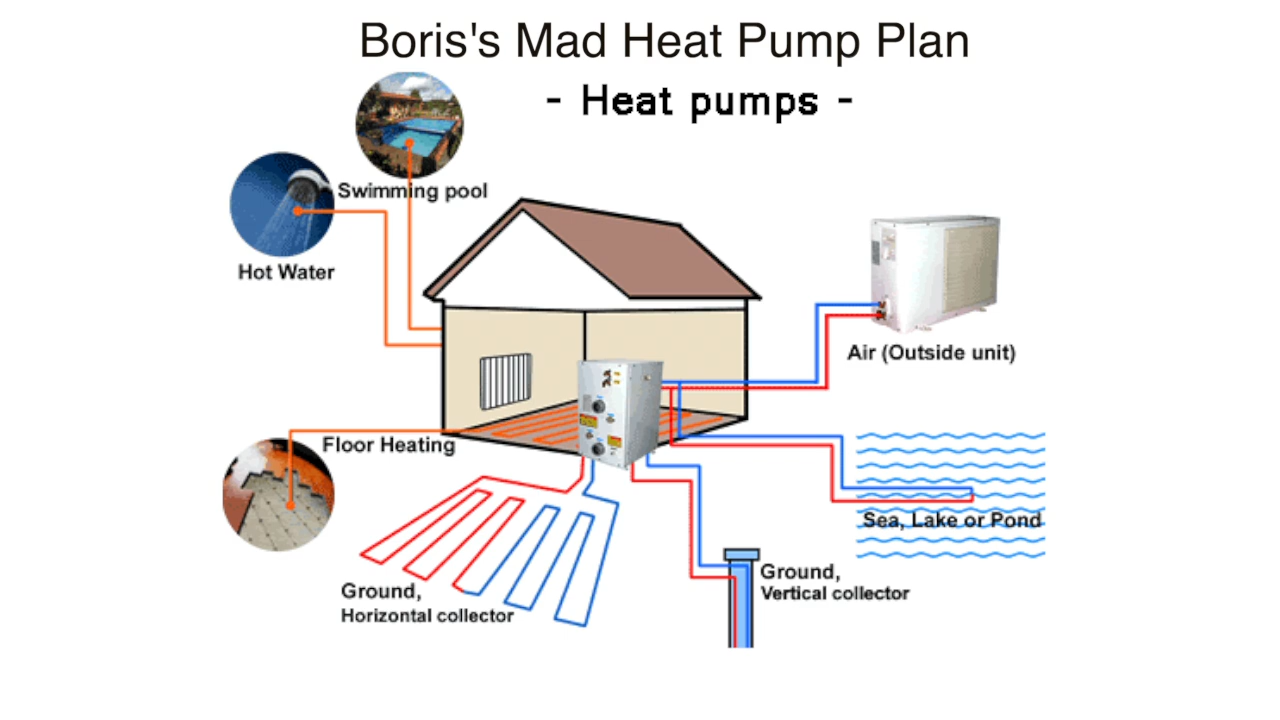 Boris's Mad Heat Pump Plan
- Heat pumps -
Swimming pool
Hot Water
Air (Outside unit)
Floor Heating
Sea, Lake or Pond
Ground,
Horizontal collector
Ground,
Vertical collector